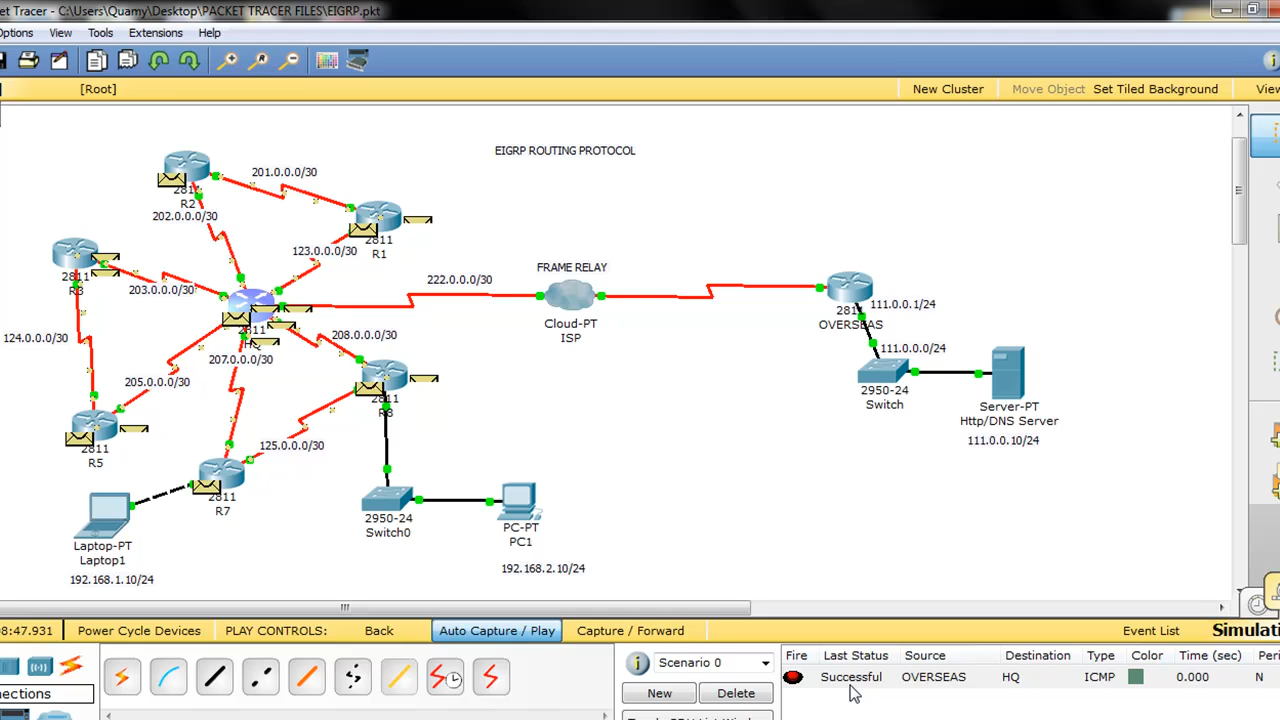 et Tracer - C:\Users\Quamy\Desktop\PACKET TRACER FILES\EIGRP.pkt
Options View Tools Extensions Help
[Root] New Cluster Move Object Set Tiled Background View
EIGRP ROUTING PROTOCOL
201.0.0.0/30
R2
202.0.0.0/30
2811
R1
123.0.0.0/30
R3
203.0.0.0/30
222.0.0.0/30
FRAME RELAY
Cloud-PT
ISP
111.0.0.1/24
OVERSEAS
111.0.0.0/24
2950-24
Switch
Server-PT
Http/DNS Server
111.0.0.10/24
124.0.0.0/30
208.0.0.0/30
207.0.0.0/30
205.0.0.0/30
2811
R5
125.0.0.0/30
2811
R7
2950-24
Switch0
PC-PT
PC1
192.168.2.10/24
Laptop-PT
Laptop1
192.168.1.10/24
8:47.931 Power Cycle Devices PLAY CONTROLS: Back Auto Capture / Play Capture / Forward Event List Simulati
Scenario 0
New Delete
Fire Last Status Source Destination Type Color Time (sec) Peri
Successful OVERSEAS HQ ICMP 0.000 N
nnections